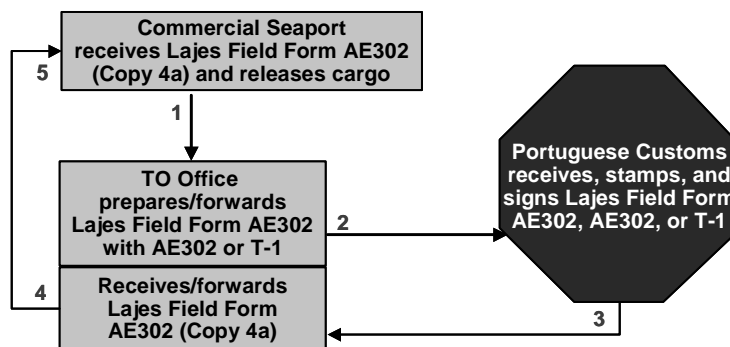 Commercial Seaport
receives Lajes Field Form AE302
(Copy 4a) and releases cargo
5
1
TO Office
prepares/forwards
Lajes Field Form AE302
with AE302 or T-1
2
Portuguese Customs
receives, stamps, and
signs Lajes Field Form
AE302, AE302, or T-1
4
Receives/forwards
Lajes Field Form
AE302 (Copy 4a)
3